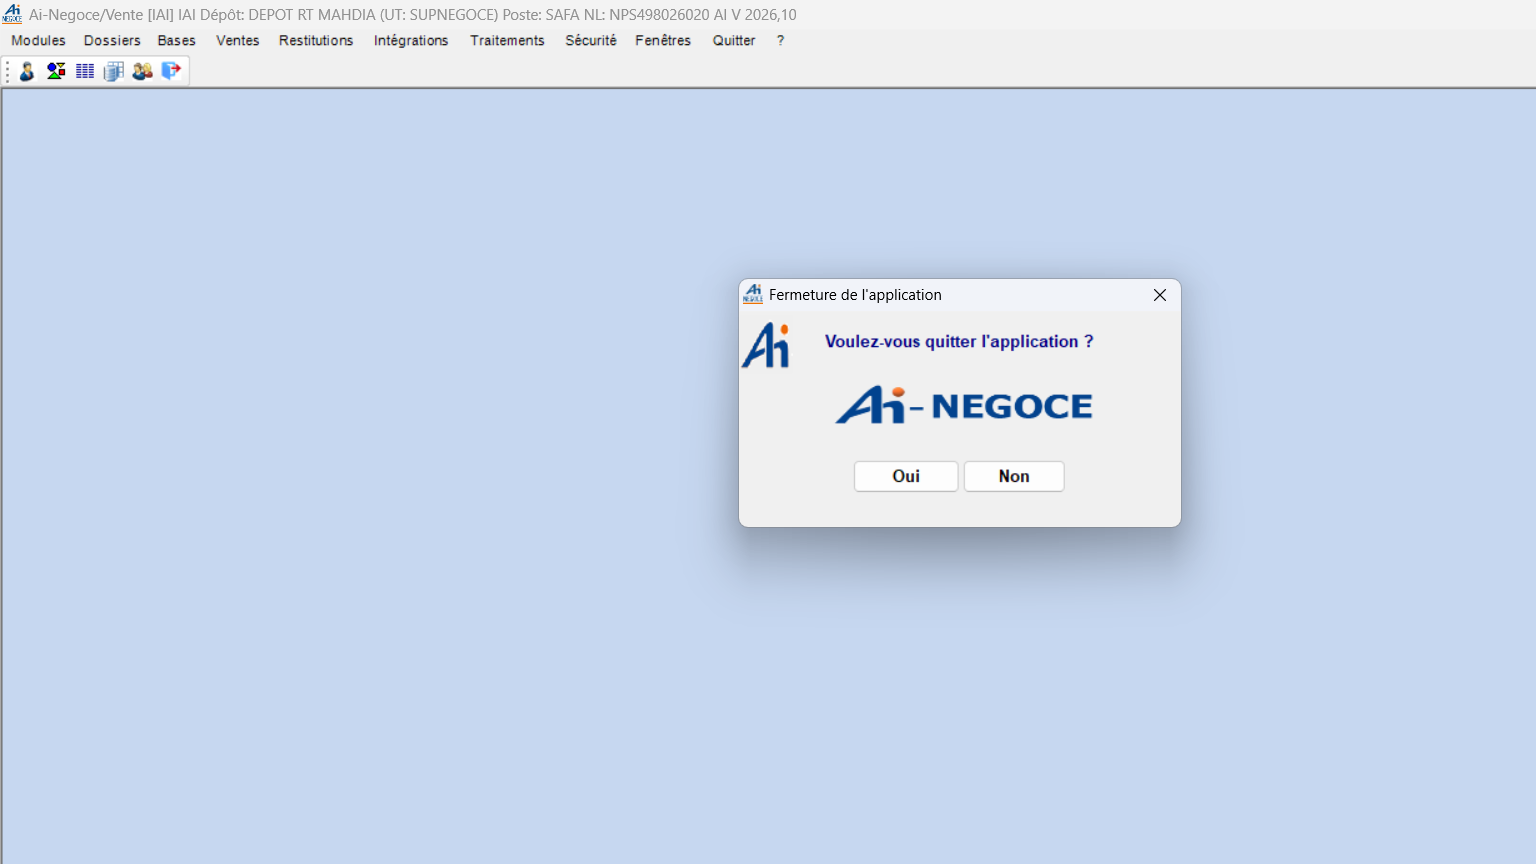 Ai-Negoce/Vente [IAI] IAI Dépôt: DEPOT RT MAHDIA (UT: SUPNEGOCE) Poste: SAFA NL: NPS498026020 AI V 2026,10
Modules Dossiers Bases Ventes Restitutions Intégrations Traitements Sécurité Fenêtres Quitter ?
Fermeture de l'application
Ai
Voulez-vous quitter l'application ?
Ai-NEGOCE
Oui Non